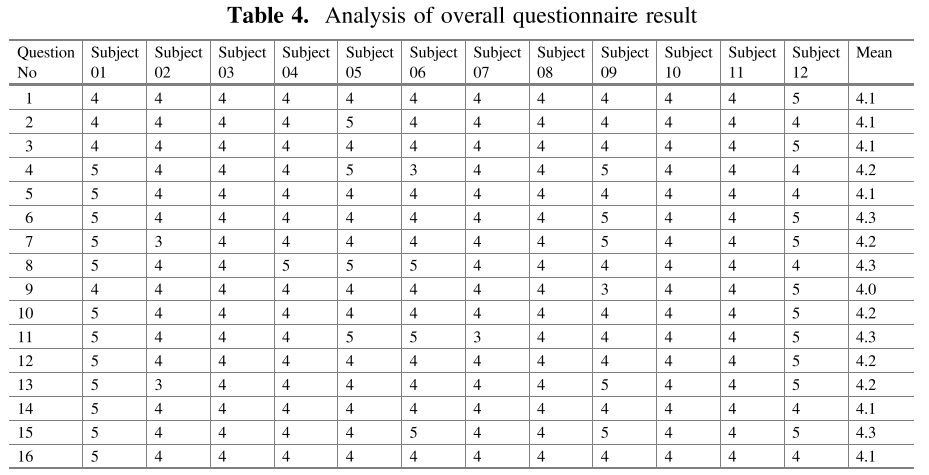 Table 4. Analysis of overall questionnaire result
Question No Subject 01 Subject 02 Subject 03 Subject 04 Subject 05 Subject 06 Subject 07 Subject 08 Subject 09 Subject 10 Subject 11 Subject 12 Mean
1 4 4 4 4 4 4 4 4 4 4 4 5 4.1
2 4 4 4 4 5 4 4 4 4 4 4 4 4.1
3 4 4 4 4 4 4 4 4 4 4 4 5 4.1
4 5 4 4 4 5 3 4 4 5 4 4 4 4.2
5 5 4 4 4 4 4 4 4 4 4 4 4 4.1
6 5 4 4 4 4 4 4 4 5 4 4 5 4.3
7 5 3 4 4 4 4 4 4 5 4 4 5 4.2
8 5 4 4 5 5 5 4 4 4 4 4 4 4.3
9 4 4 4 4 4 4 4 4 3 4 4 5 4.0
10 5 4 4 4 4 4 4 4 4 4 4 5 4.2
11 5 4 4 4 5 5 3 4 4 4 4 5 4.3
12 5 4 4 4 4 4 4 4 4 4 4 5 4.2
13 5 3 4 4 4 4 4 4 5 4 4 5 4.2
14 5 4 4 4 4 4 4 4 4 4 4 4 4.1
15 5 4 4 4 4 5 4 4 5 4 4 5 4.3
16 5 4 4 4 4 4 4 4 4 4 4 4 4.1